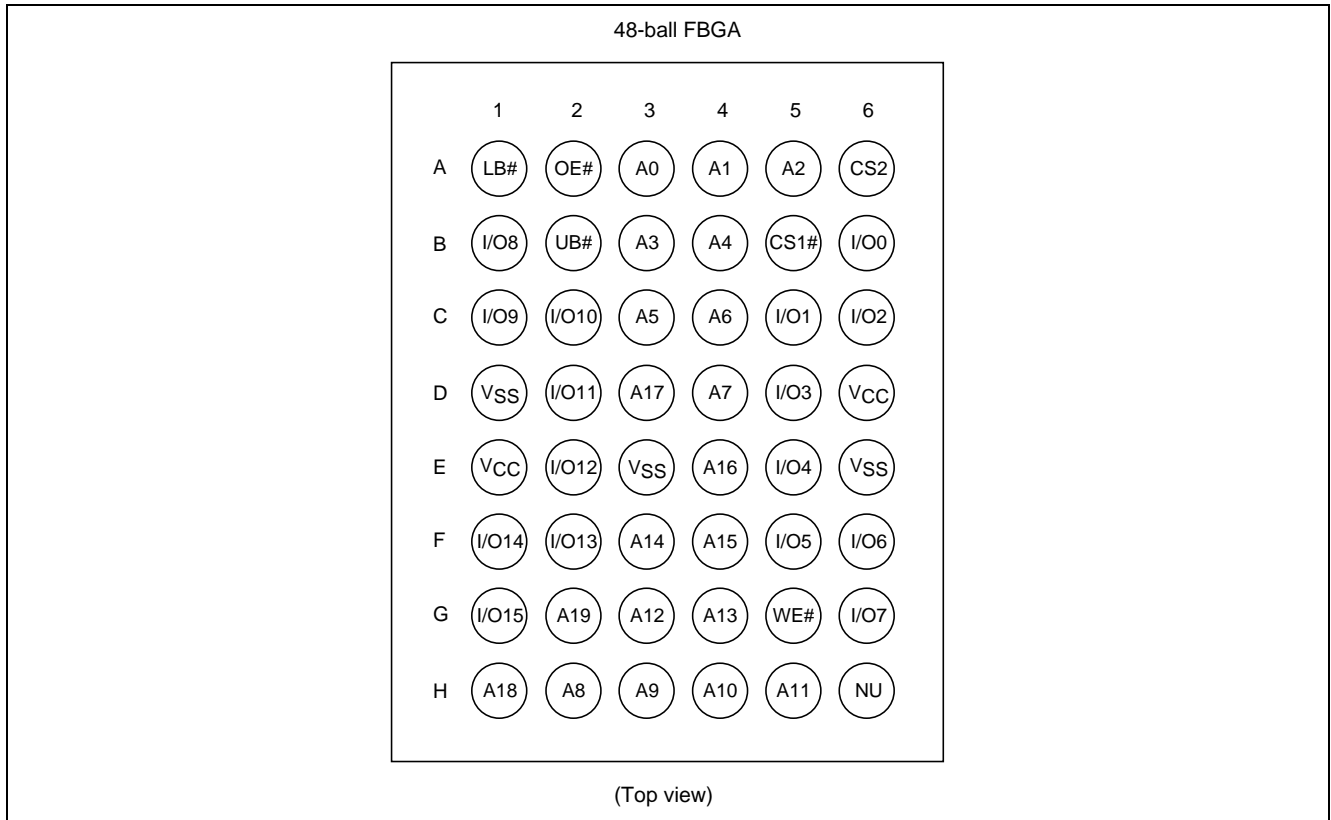 48-ball FBGA
1 2 3 4 5 6
A LB# OE# A0 A1 A2 CS2
B I/O8 UB# A3 A4 CS1# I/O0
C I/O9 I/O10 A5 A6 I/O1 I/O2
D VSS I/O11 A17 A7 I/O3 VCC
E VCC I/O12 VSS A16 I/O4 VSS
F I/O14 I/O13 A14 A15 I/O5 I/O6
G I/O15 A19 A12 A13 WE# I/O7
H A18 A8 A9 A10 A11 NU
(Top view)